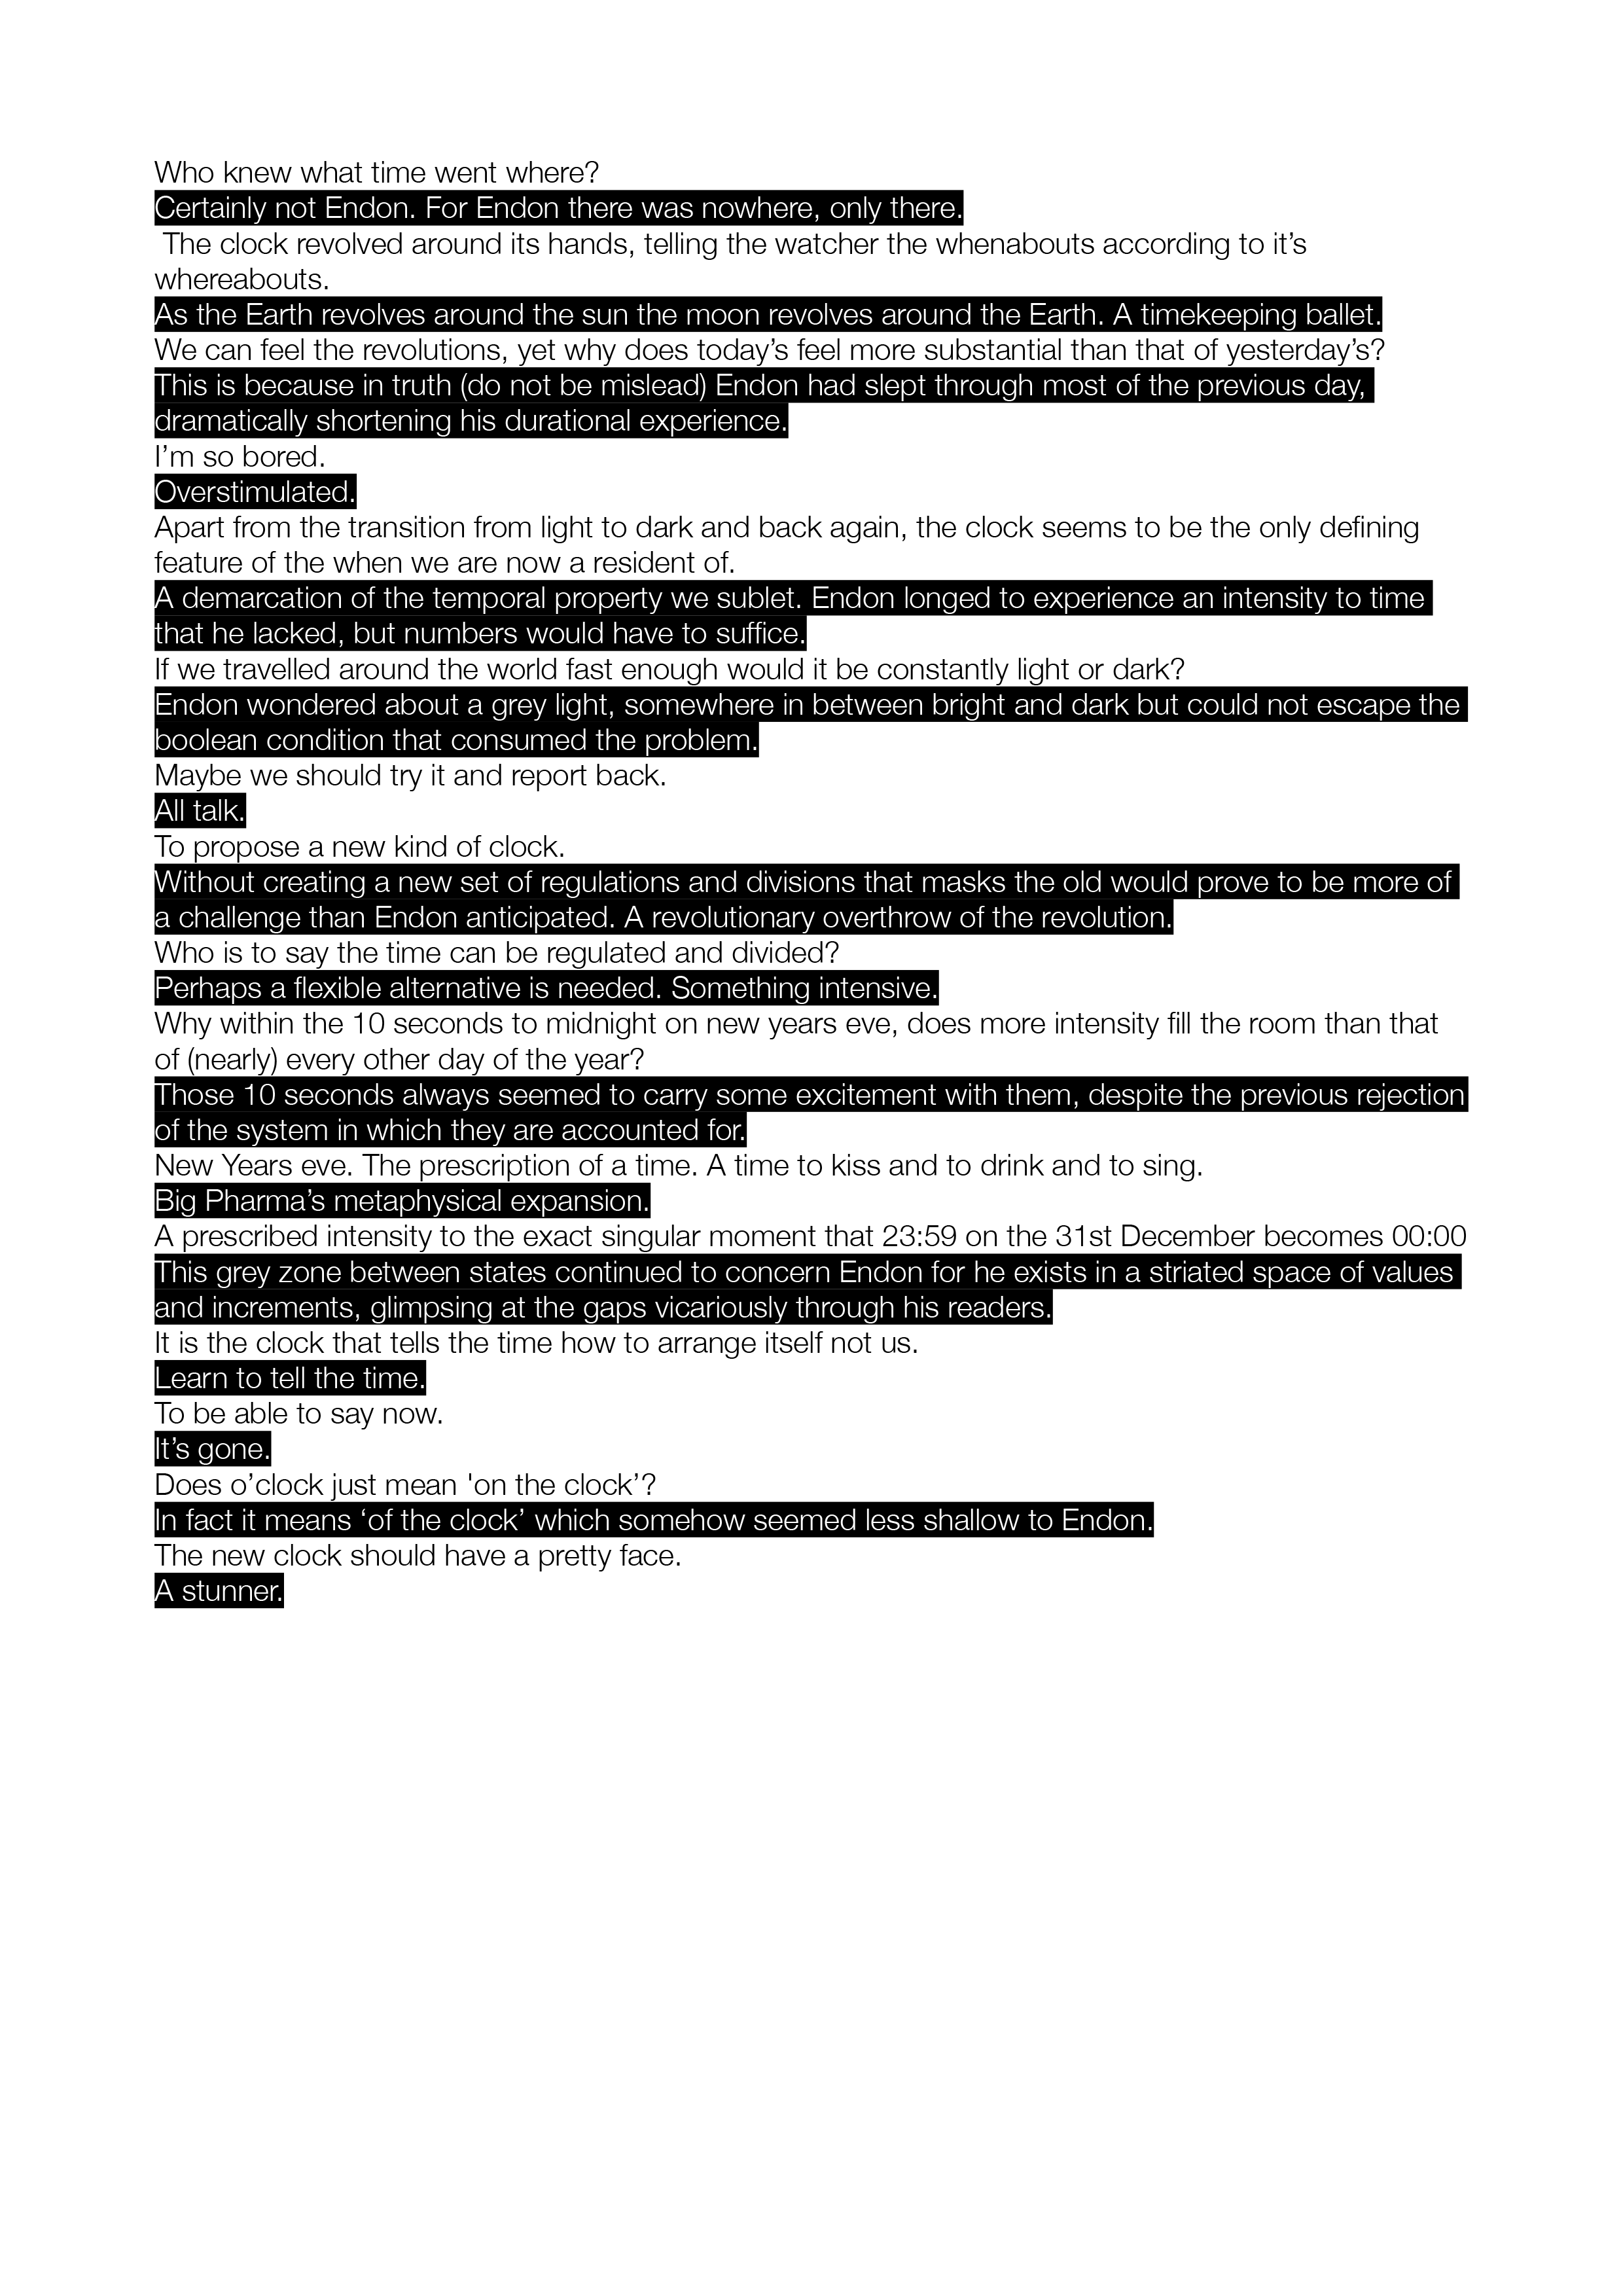 Who knew what time went where?
Certainly not Endon. For Endon there was nowhere, only there.
The clock revolved around its hands, telling the watcher the whenabouts according to it’s
whereabouts.
As the Earth revolves around the sun the moon revolves around the Earth. A timekeeping ballet.
We can feel the revolutions, yet why does today’s feel more substantial than that of yesterday’s?
This is because in truth (do not be mislead) Endon had slept through most of the previous day,
dramatically shortening his durational experience.
I’m so bored.
Overstimulated.
Apart from the transition from light to dark and back again, the clock seems to be the only defining
feature of the when we are now a resident of.
A demarcation of the temporal property we sublet. Endon longed to experience an intensity to time
that he lacked, but numbers would have to suffice.
If we travelled around the world fast enough would it be constantly light or dark?
Endon wondered about a grey light, somewhere in between bright and dark but could not escape the
boolean condition that consumed the problem.
Maybe we should try it and report back.
All talk.
To propose a new kind of clock.
Without creating a new set of regulations and divisions that masks the old would prove to be more of
a challenge than Endon anticipated. A revolutionary overthrow of the revolution.
Who is to say the time can be regulated and divided?
Perhaps a flexible alternative is needed. Something intensive.
Why within the 10 seconds to midnight on new years eve, does more intensity fill the room than that
of (nearly) every other day of the year?
Those 10 seconds always seemed to carry some excitement with them, despite the previous rejection
of the system in which they are accounted for.
New Years eve. The prescription of a time. A time to kiss and to drink and to sing.
Big Pharma’s metaphysical expansion.
A prescribed intensity to the exact singular moment that 23:59 on the 31st December becomes 00:00
This grey zone between states continued to concern Endon for he exists in a striated space of values
and increments, glimpsing at the gaps vicariously through his readers.
It is the clock that tells the time how to arrange itself not us.
Learn to tell the time.
To be able to say now.
It’s gone.
Does o’clock just mean 'on the clock’?
In fact it means ‘of the clock’ which somehow seemed less shallow to Endon.
The new clock should have a pretty face.
A stunner.